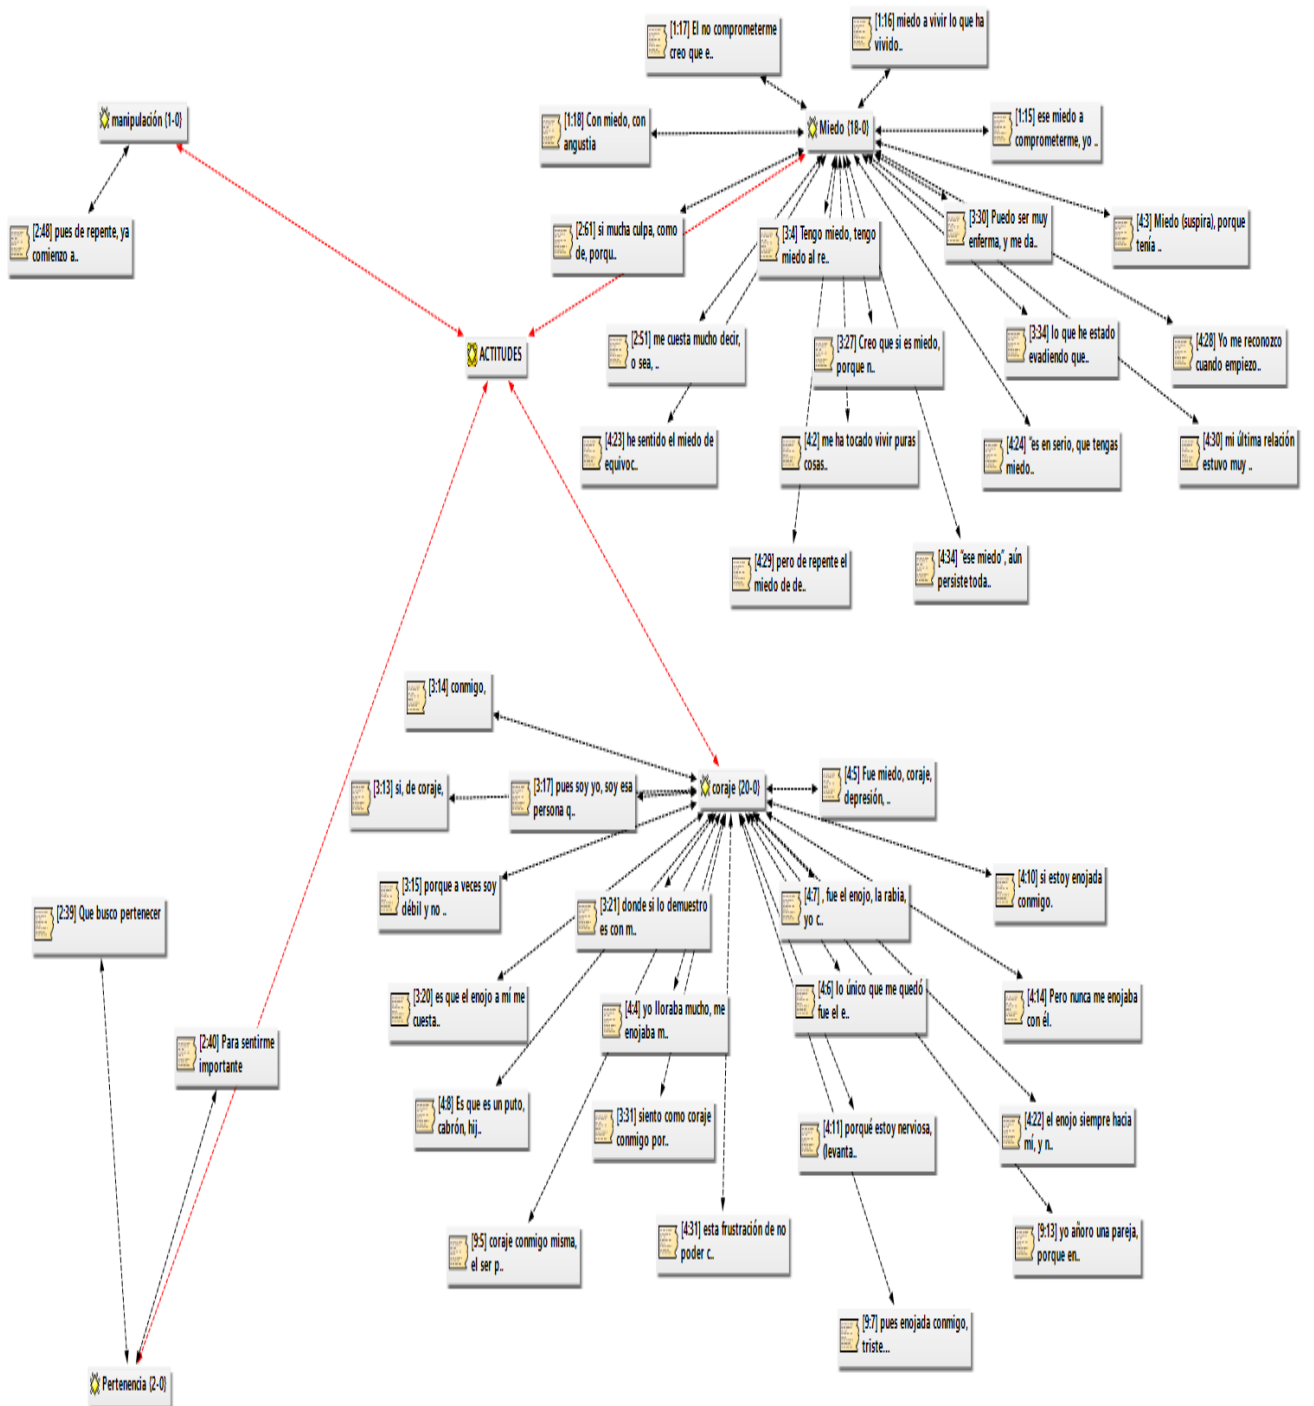 [1:17] El no comprometerme
creo que e..
[1:16] miedo a vivir lo que ha
vivido..
manipulación {1-0}
[1:18] Con miedo, con
angustia
Miedo {18-0}
[1:15] ese miedo a
comprometerme, yo ..
[2:48] pues de repente, ya
comienzo a..
[2:61] si mucha culpa, como
de, porqu..
[3:4] Tengo miedo, tengo
miedo al re..
[3:30] Puedo ser muy
enferma, y me da..
[4:3] Miedo (suspira), porque
tenía ..
ACTITUDES
[2:51] me cuesta mucho decir,
o sea, ..
[3:27] Creo que si es miedo,
porque n..
[3:34] lo que he estado
evadiendo que..
[4:28] Yo me reconozco
cuando empiezo..
[4:23] he sentido el miedo de
equivoc..
[4:2] me ha tocado vivir puras
cosas..
[4:24] "es en serio, que tengas
miedo..
[4:30] mi última relación
estuvo muy ..
[4:29] pero de repente el
miedo de de..
[4:34] "ese miedo", aún
persiste toda..
[3:14] conmigo,
[3:13] si, de coraje,
[3:17] pues soy yo, soy esa
persona q..
coraje {20-0}
[4:5] Fue miedo, coraje,
depresión, ..
[3:15] porque a veces soy
débil y no ..
[3:21] donde si lo demuestro
es con m..
[4:7] , fue el enojo, la rabia,
yo c..
[4:10] si estoy enojada
conmigo.
[2:39] Que busco pertenecer
[3:20] es que el enojo a mí me
cuesta..
[4:4] yo lloraba mucho, me
enojaba m..
[4:6] lo único que me quedó
fue el e..
[4:14] Pero nunca me enojaba
con él.
[2:40] Para sentirme
importante
[4:8] Es que es un puto,
cabrón, hij..
[3:31] siento como coraje
conmigo por..
[4:11] porqué estoy nerviosa,
(levanta..
[4:22] el enojo siempre hacia
mí, y n..
[9:5] coraje conmigo misma,
el ser p..
[4:31] esta frustración de no
poder c..
[9:13] yo añoro una pareja,
porque en..
[9:7] pues enojada conmigo,
triste...
Pertenencia {2-0}